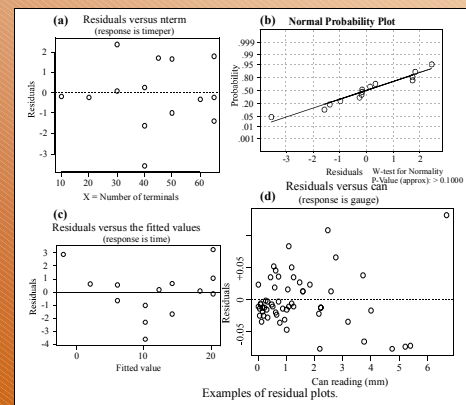 (a)
Residuals versus nterm
(response is timeper)
2
1
0
-1
-2
-3
Residuals
10 20 30 40 50 60
X = Number of terminals
(b)
Normal Probability Plot
.999
.99
.95
.80
.50
.20
.05
.01
.001
Probability
-3 -2 -1 0 1 2
Residuals
W-test for Normality
P-Value (approx): > 0.1000
(c)
Residuals versus the fitted values
(response is time)
3
2
1
0
-1
-2
-3
-4
Residuals
0 10 20
Fitted value
(d)
Residuals versus can
(response is gauge)
+0.05
0
-0.05
Residuals
0 1 2 3 4 5 6
Can reading (mm)
Examples of residual plots.